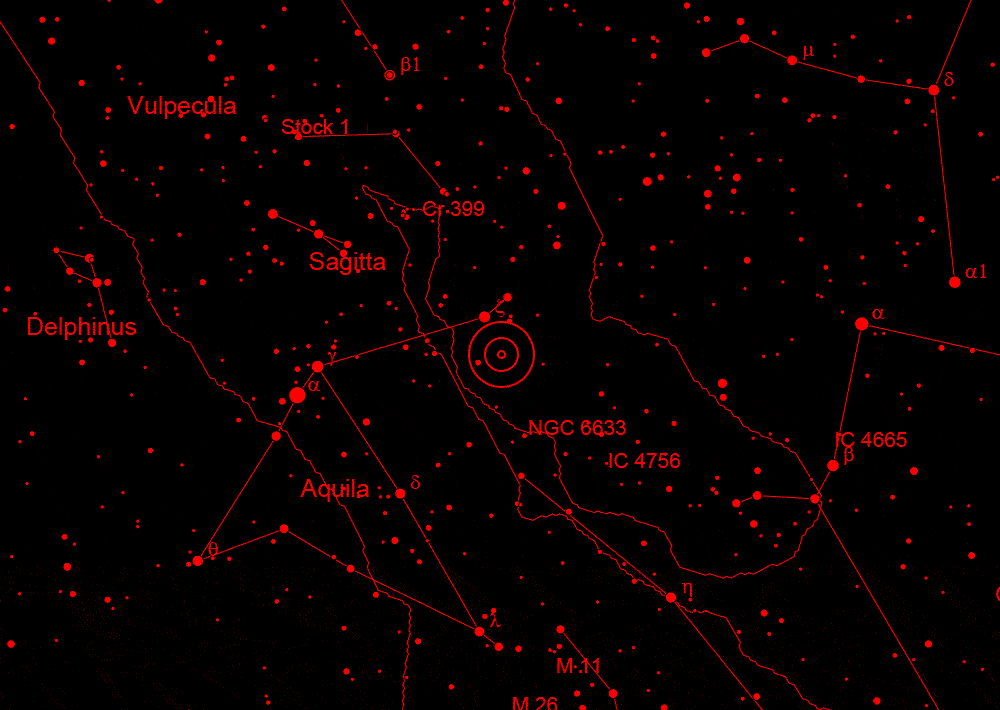 μ
β1
δ
Vulpecula
Stock 1
Cr 399
Sagitta
α1
ζ
α
Delphinus
γ
α
NGC 6633
IC 4665
β
IC 4756
Aquila
δ
θ
η
λ
M 11
M 26